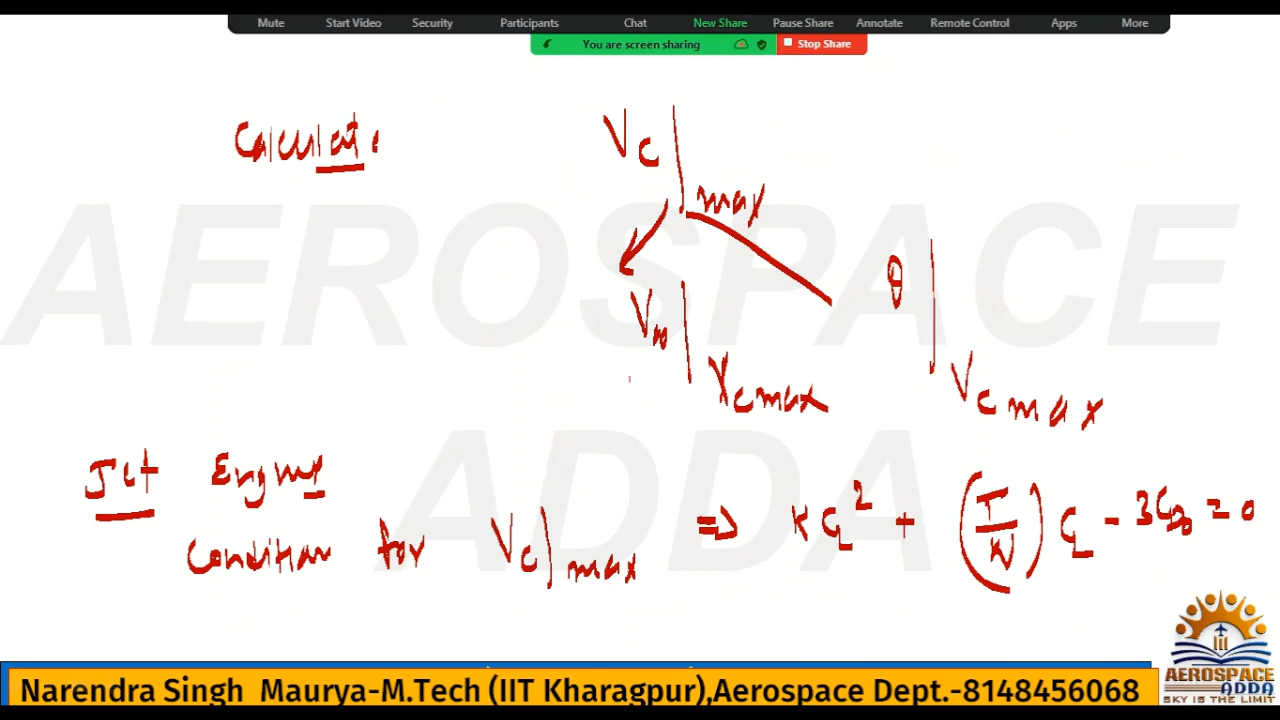 Mute Start Video Security Participants Chat New Share Pause Share Annotate Remote Control Apps More
You are screen sharing Stop Share
Calculate
Vc|max
V∞|Vcmax θ|Vcmax
Jet Engine
Condition for Vc|max ⇒ KCL² + (T/W) CL - 3CD0 = 0
AEROSPACE
ADDA
Narendra Singh Maurya-M.Tech (IIT Kharagpur),Aerospace Dept.-8148456068
AEROSPACE
ADDA
SKY IS THE LIMIT